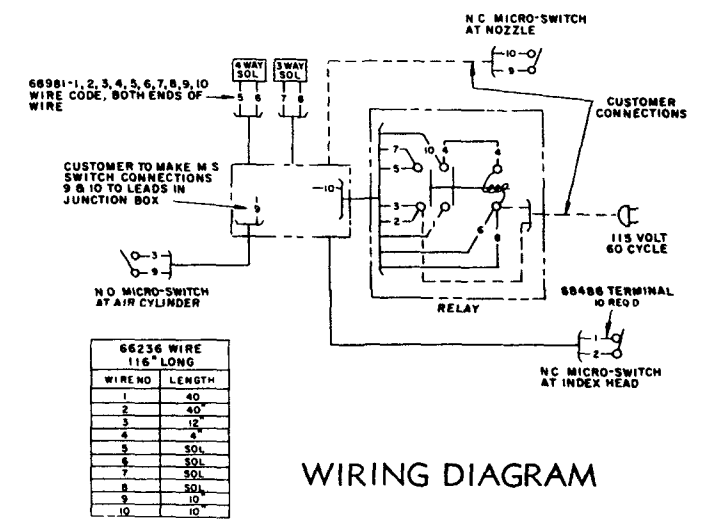 N C MICRO-SWITCH
AT NOZZLE
10
9
4 WAY
SOL
3 WAY
SOL
5 6 7 8
68981-1, 2, 3, 4, 5, 6, 7, 8, 9, 10
WIRE CODE, BOTH ENDS OF
WIRE
CUSTOMER
CONNECTIONS
CUSTOMER TO MAKE M S
SWITCH CONNECTIONS
9 & 10 TO LEADS IN
JUNCTION BOX
10
9
7
5
10
4
4
3
2
6
8
115 VOLT
60 CYCLE
3
9
N O MICRO-SWITCH
AT AIR CYLINDER
RELAY
68486 TERMINAL
10 REQ D
1
2
N C MICRO-SWITCH
AT INDEX HEAD
66236 WIRE
116" LONG
WIRE NO LENGTH
1 40
2 40"
3 12"
4 4"
5 SOL
6 SOL
7 SOL
8 SOL
9 10"
10 10"
WIRING DIAGRAM